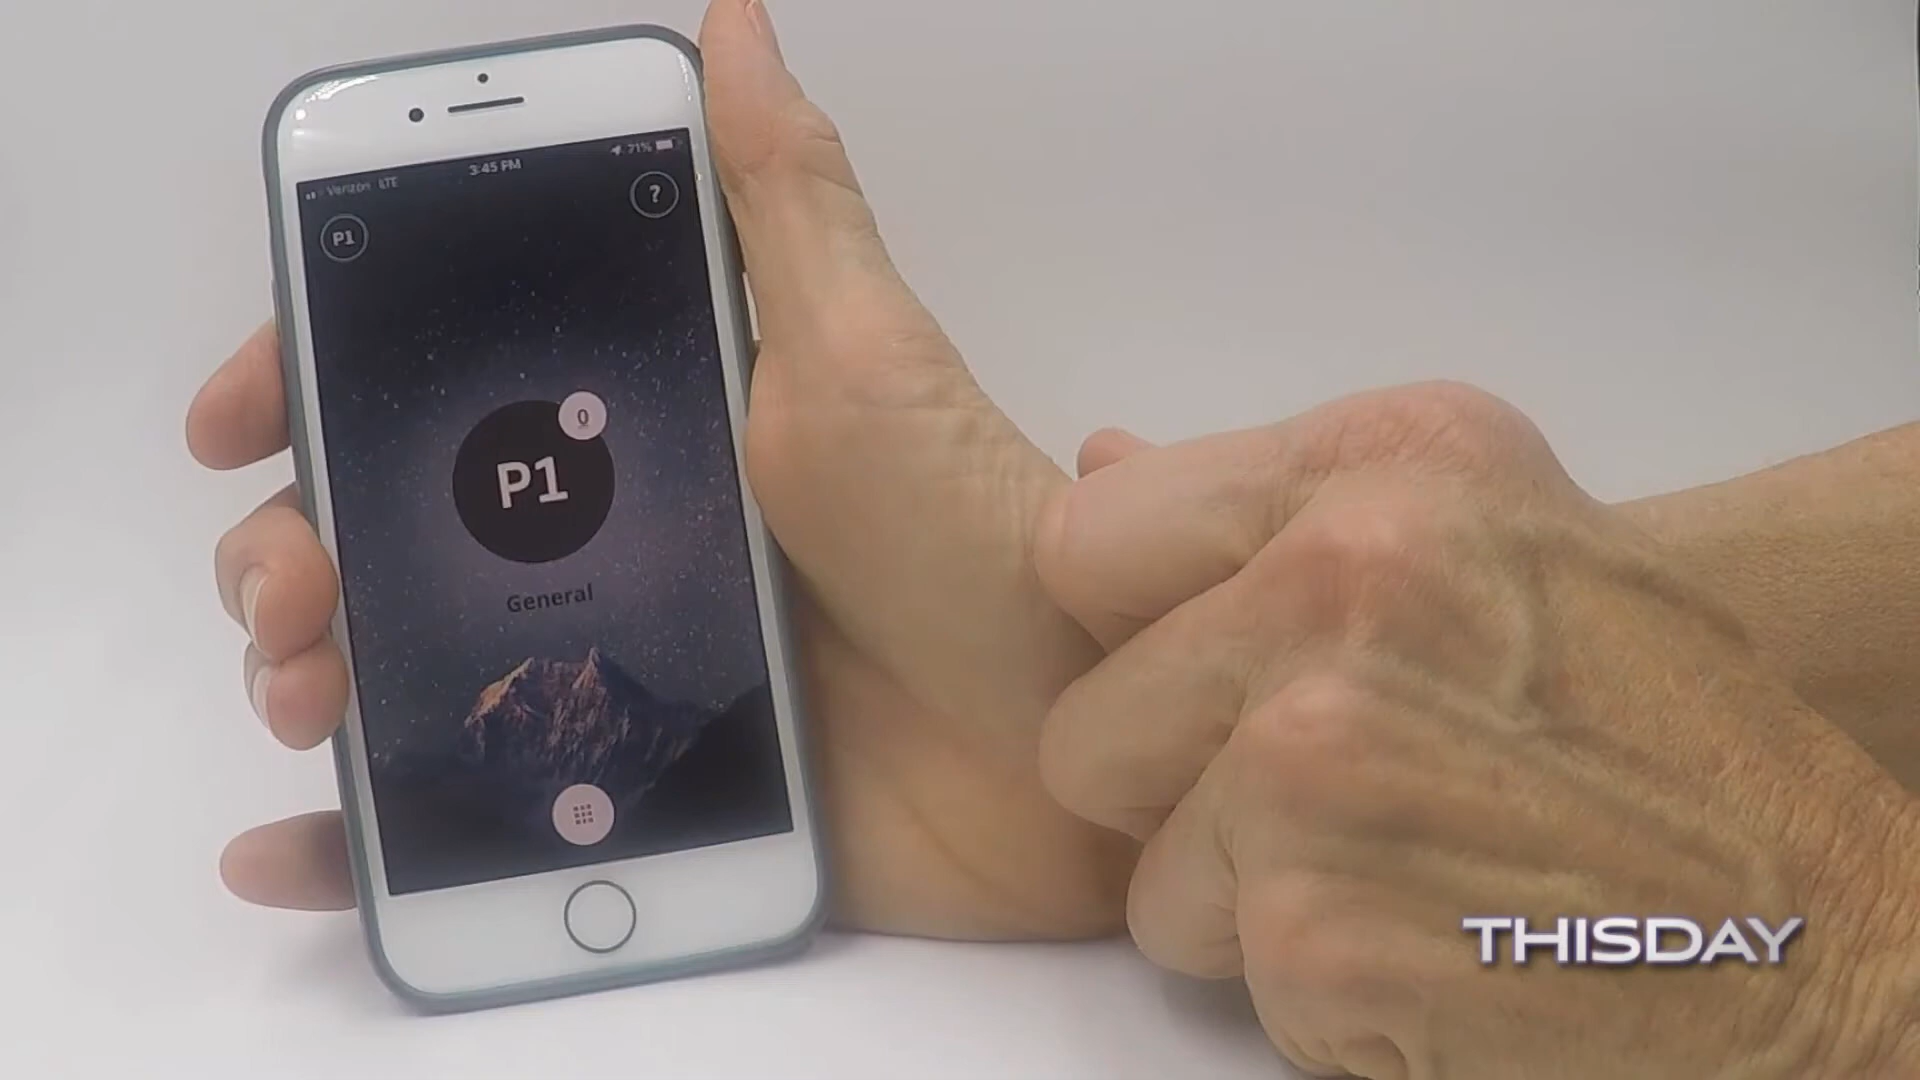 Verizon LTE
3:45 PM
71%
P1
?
0
P1
General
THISDAY